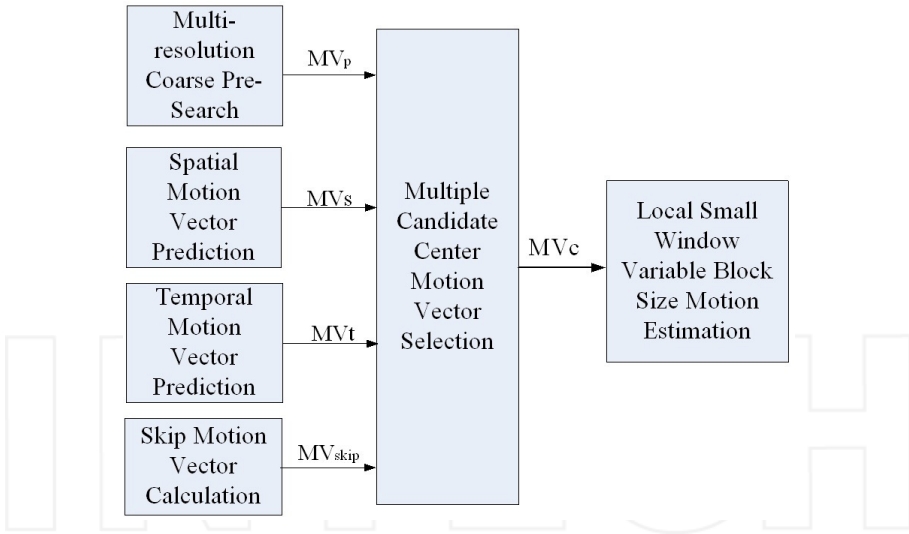 Multi-
resolution
Coarse Pre-
Search
MVp
Spatial
Motion
Vector
Prediction
MVs
Temporal
Motion
Vector
Prediction
MVt
Skip Motion
Vector
Calculation
MVskip
Multiple
Candidate
Center
Motion
Vector
Selection
MVc
Local Small
Window
Variable Block
Size Motion
Estimation
INTECH